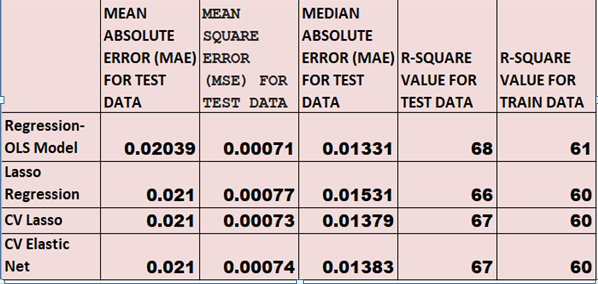 MEAN ABSOLUTE ERROR (MAE) FOR TEST DATA
MEAN SQUARE ERROR (MSE) FOR TEST DATA
MEDIAN ABSOLUTE ERROR (MAE) FOR TEST DATA
R-SQUARE VALUE FOR TEST DATA
R-SQUARE VALUE FOR TRAIN DATA
Regression-OLS Model 0.02039 0.00071 0.01331 68 61
Lasso Regression 0.021 0.00077 0.01531 66 60
CV Lasso 0.021 0.00073 0.01379 67 60
CV Elastic Net 0.021 0.00074 0.01383 67 60